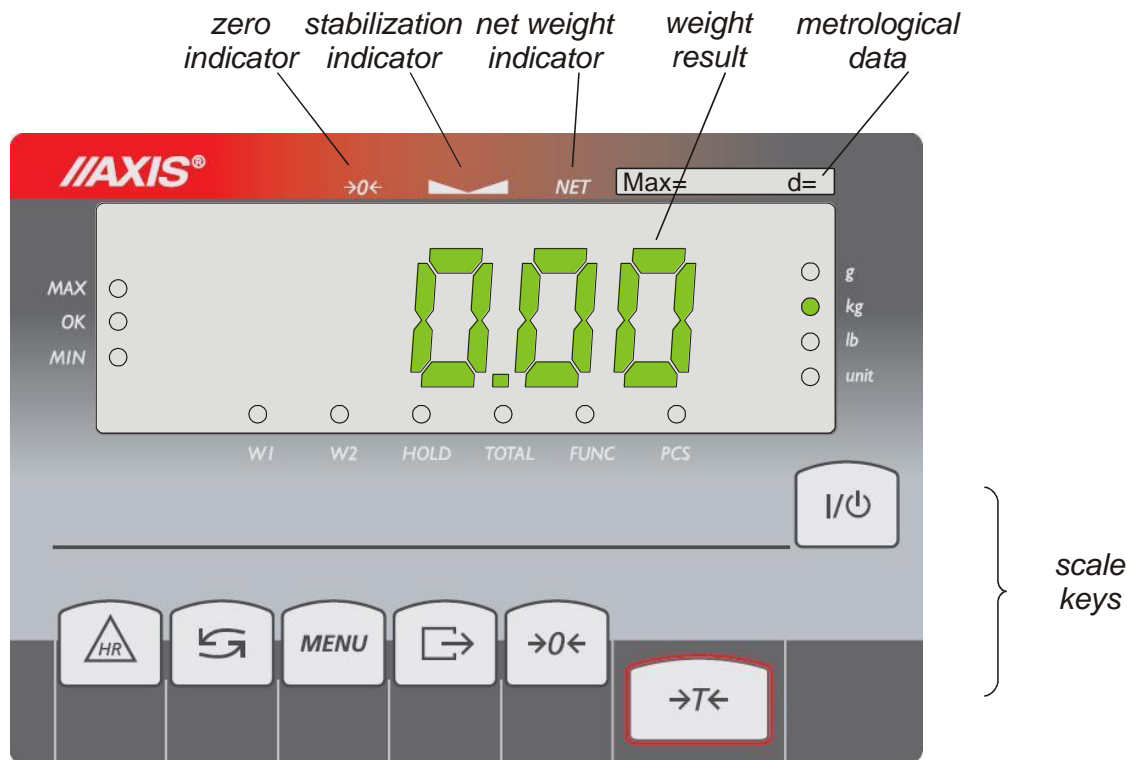 zero indicator
stabilization indicator
net weight indicator
weight result
metrological data
//AXIS®
→0← NET Max= d=
0.00
MAX
OK
MIN
g
kg
lb
unit
W1 W2 HOLD TOTAL FUNC PCS
I/⏻
scale keys
HR MENU →0←
→T←